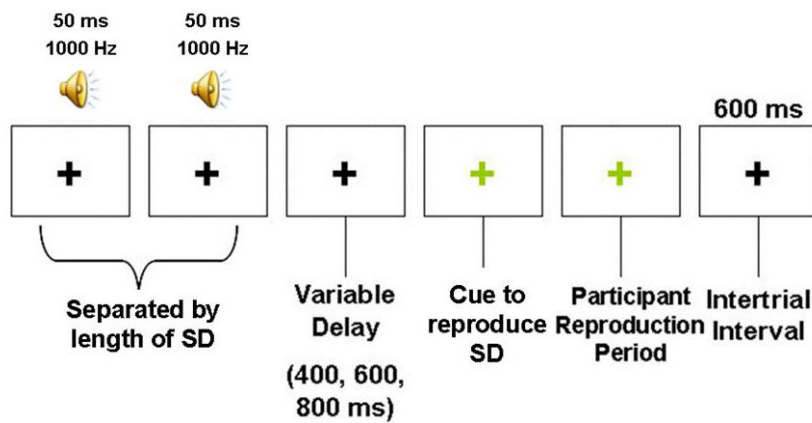 50 ms
1000 Hz
50 ms
1000 Hz
600 ms
Separated by
length of SD
Variable
Delay
(400, 600,
800 ms)
Cue to
reproduce
SD
Participant
Reproduction
Period
Intertrial
Interval